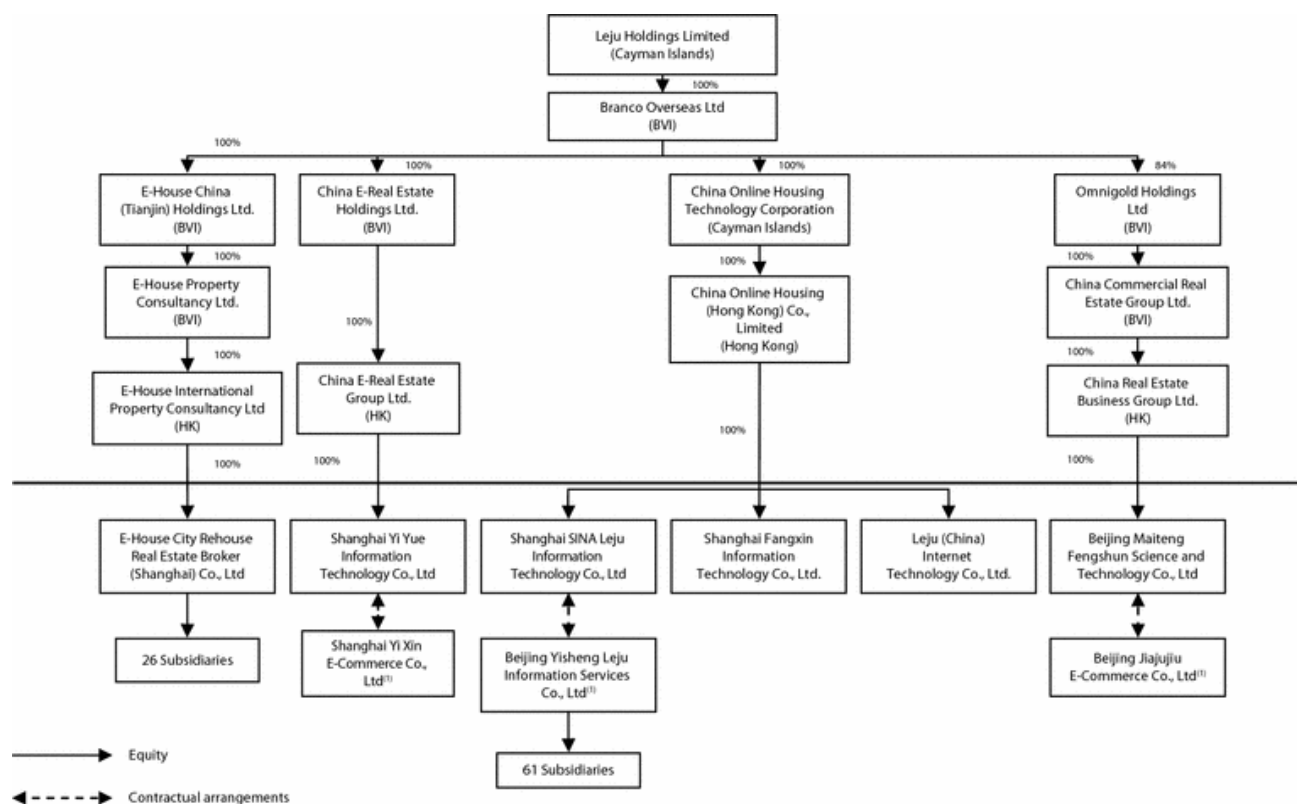 Leju Holdings Limited
(Cayman Islands)
100%
Branco Overseas Ltd
(BVI)
100%
100%
100%
84%
E-House China
(Tianjin) Holdings Ltd.
(BVI)
China E-Real Estate
Holdings Ltd.
(BVI)
China Online Housing
Technology Corporation
(Cayman Islands)
Omnigold Holdings
Ltd
(BVI)
100%
100%
100%
E-House Property
Consultancy Ltd.
(BVI)
100%
China Online Housing
(Hong Kong) Co.,
Limited
(Hong Kong)
China Commercial Real
Estate Group Ltd.
(BVI)
100%
100%
E-House International
Property Consultancy Ltd
(HK)
China E-Real Estate
Group Ltd.
(HK)
China Real Estate
Business Group Ltd.
(HK)
100%
100%
100%
100%
E-House City Rehouse
Real Estate Broker
(Shanghai) Co., Ltd
Shanghai Yi Yue
Information
Technology Co., Ltd
Shanghai SINA Leju
Information
Technology Co., Ltd
Shanghai Fangxin
Information
Technology Co., Ltd.
Leju (China)
Internet
Technology Co., Ltd.
Beijing Maiteng
Fengshun Science and
Technology Co., Ltd
26 Subsidiaries
Shanghai Yi Xin
E-Commerce Co.,
Ltd(1)
Beijing Yisheng Leju
Information Services
Co., Ltd(1)
Beijing Jiajujiu
E-Commerce Co., Ltd(1)
61 Subsidiaries
Equity
Contractual arrangements